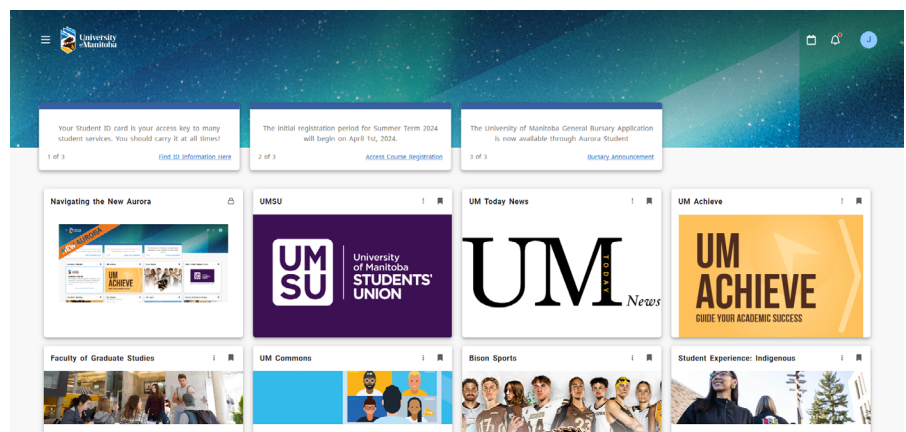 University
of Manitoba
J
Your Student ID card is your access key to many
student services. You should carry it at all times!
1 of 3
Find ID Information Here
The initial registration period for Summer Term 2024
will begin on April 1st, 2024.
2 of 3
Access Course Registration
The University of Manitoba General Bursary Application
is now available through Aurora Student
3 of 3
Bursary announcement
Navigating the New Aurora
NEW AURORA
UM
ACHIEVE
UMSU
UM
SU
University
of Manitoba
STUDENTS'
UNION
UM Today News
UM
TODAY
News
UM Achieve
UM
ACHIEVE
GUIDE YOUR ACADEMIC SUCCESS
Faculty of Graduate Studies
UM Commons
Bison Sports
23
Student Experience: Indigenous